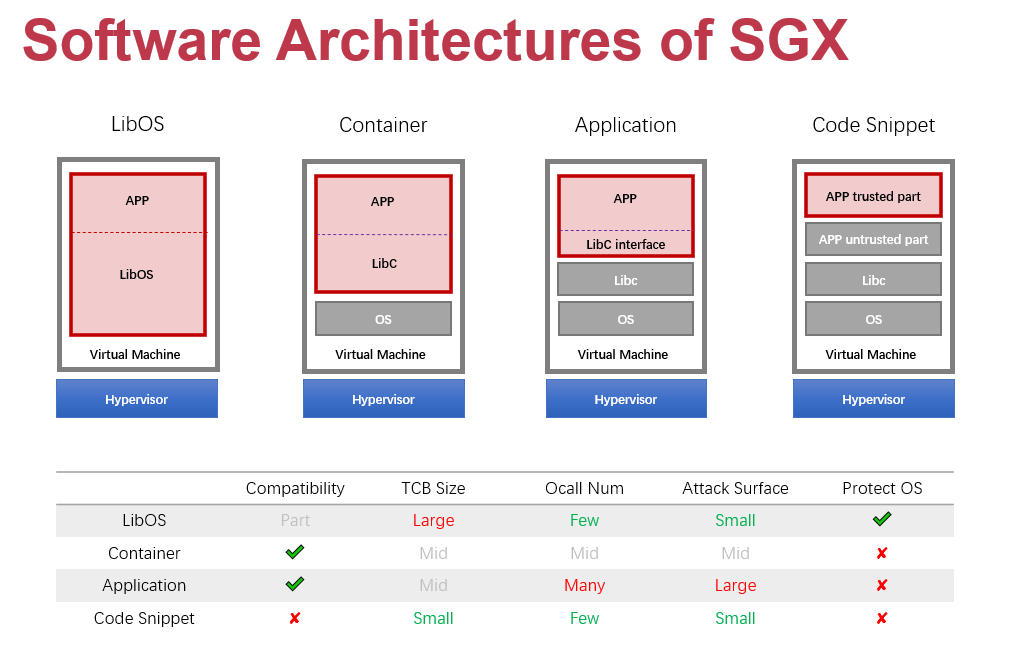 Software Architectures of SGX
LibOS
Container
Application
Code Snippet
APP
LibOS
Virtual Machine
Hypervisor
APP
LibC
OS
Virtual Machine
Hypervisor
APP
LibC interface
Libc
OS
Virtual Machine
Hypervisor
APP trusted part
APP untrusted part
Libc
OS
Virtual Machine
Hypervisor
Compatibility TCB Size Ocall Num Attack Surface Protect OS
LibOS Part Large Few Small ✔
Container ✔ Mid Mid Mid ✘
Application ✔ Mid Many Large ✘
Code Snippet ✘ Small Few Small ✘